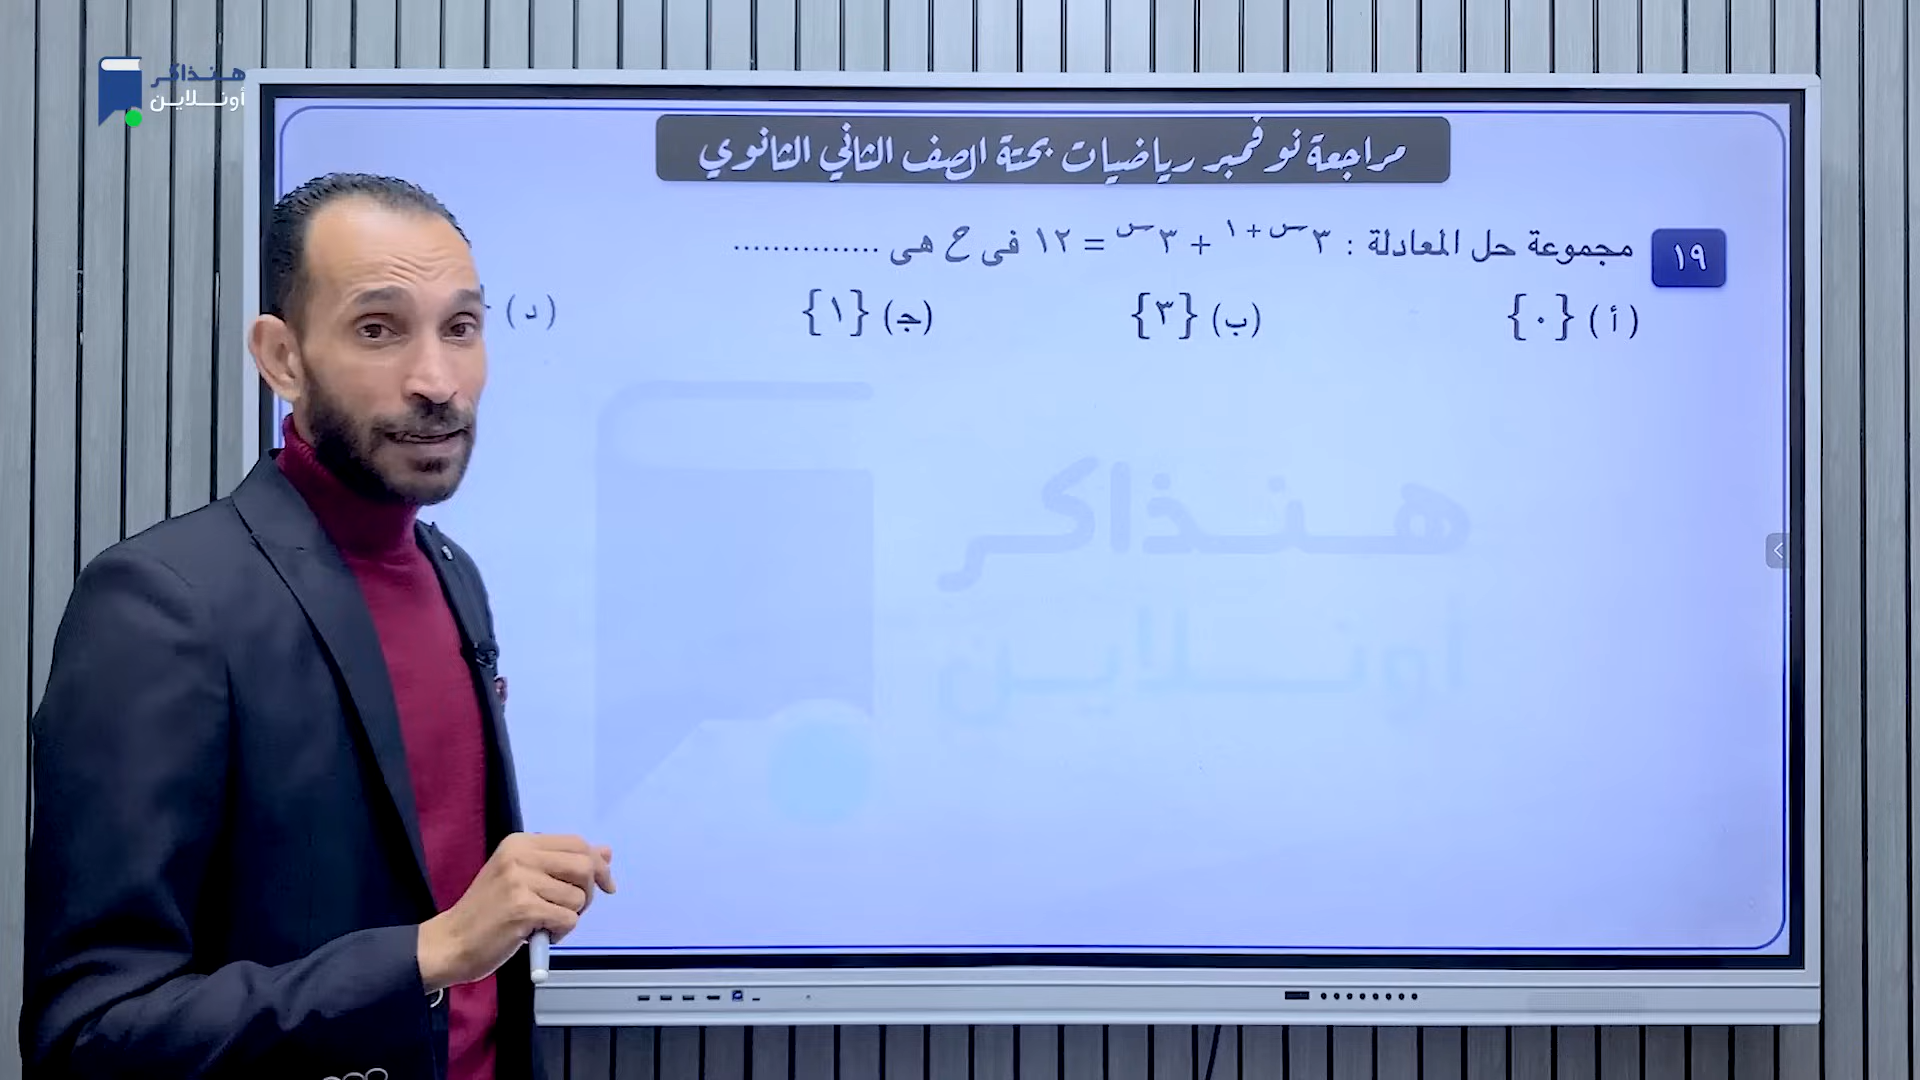 هنذاكر
أونلاين
مراجعة نوفمبر رياضيات بحتة الصف الثاني الثانوي
١٩ مجموعة حل المعادلة : ٣ س + ١ + ٣ س = ١٢ فى ح هى ...............
(أ) {٠} (ب) {٣} (جـ) {١} (د)
هنذاكر
أونلاين